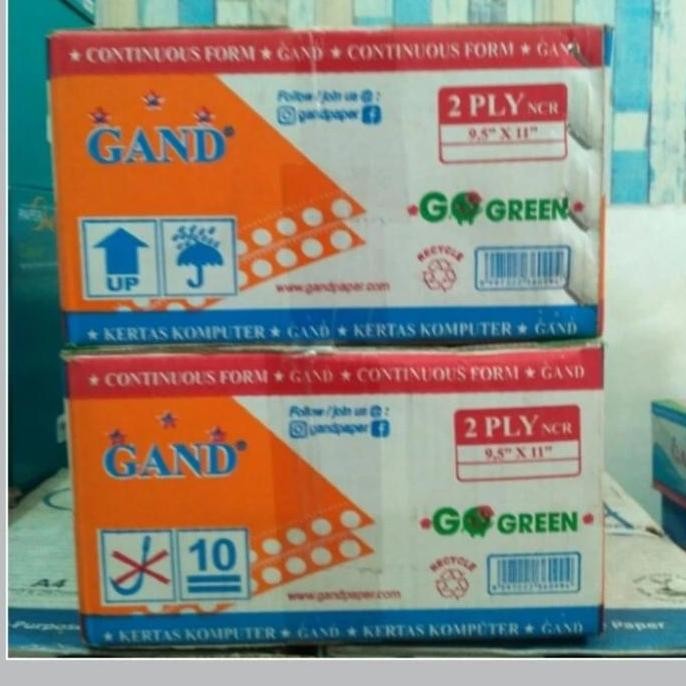 ★ CONTINUOUS FORM ★ GAND ★ CONTINUOUS FORM ★ GAND
Follow / join us @ :
gandpaper
GAND®
2 PLY NCR
9.5" X 11"
GO GREEN
UP
RECYCLE
www.gandpaper.com
★ KERTAS KOMPUTER ★ GAND ★ KERTAS KOMPUTER ★ GAND
★ CONTINUOUS FORM ★ GAND ★ CONTINUOUS FORM ★ GAND
Follow / join us @ :
gandpaper
GAND®
2 PLY NCR
9.5" X 11"
GO GREEN
10
RECYCLE
www.gandpaper.com
★ KERTAS KOMPUTER ★ GAND ★ KERTAS KOMPUTER ★ GAND
A4
Paper